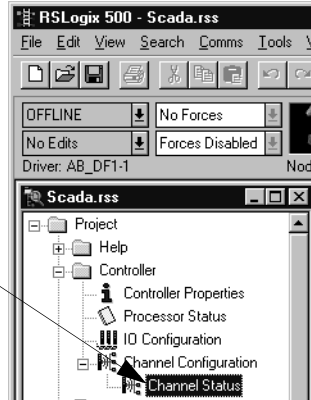 RSLogix 500 - Scada.rss
File Edit View Search Comms Tools
OFFLINE No Forces
No Edits Forces Disabled
Driver: AB_DF1-1 Nod
Scada.rss
Project
Help
Controller
Controller Properties
Processor Status
IO Configuration
Channel Configuration
Channel Status